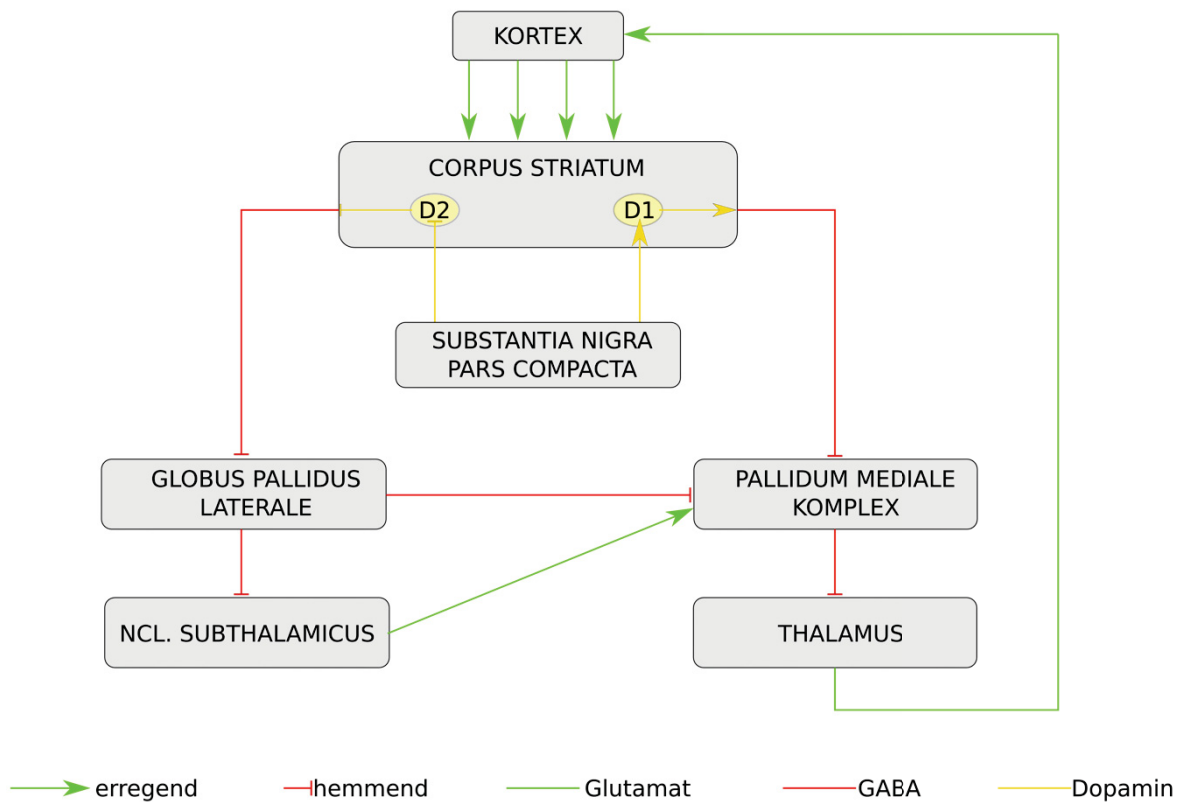 KORTEX
CORPUS STRIATUM
D2
D1
SUBSTANTIA NIGRA
PARS COMPACTA
GLOBUS PALLIDUS
LATERALE
PALLIDUM MEDIALE
KOMPLEX
NCL. SUBTHALAMICUS
THALAMUS
erregend
hemmend
Glutamat
GABA
Dopamin